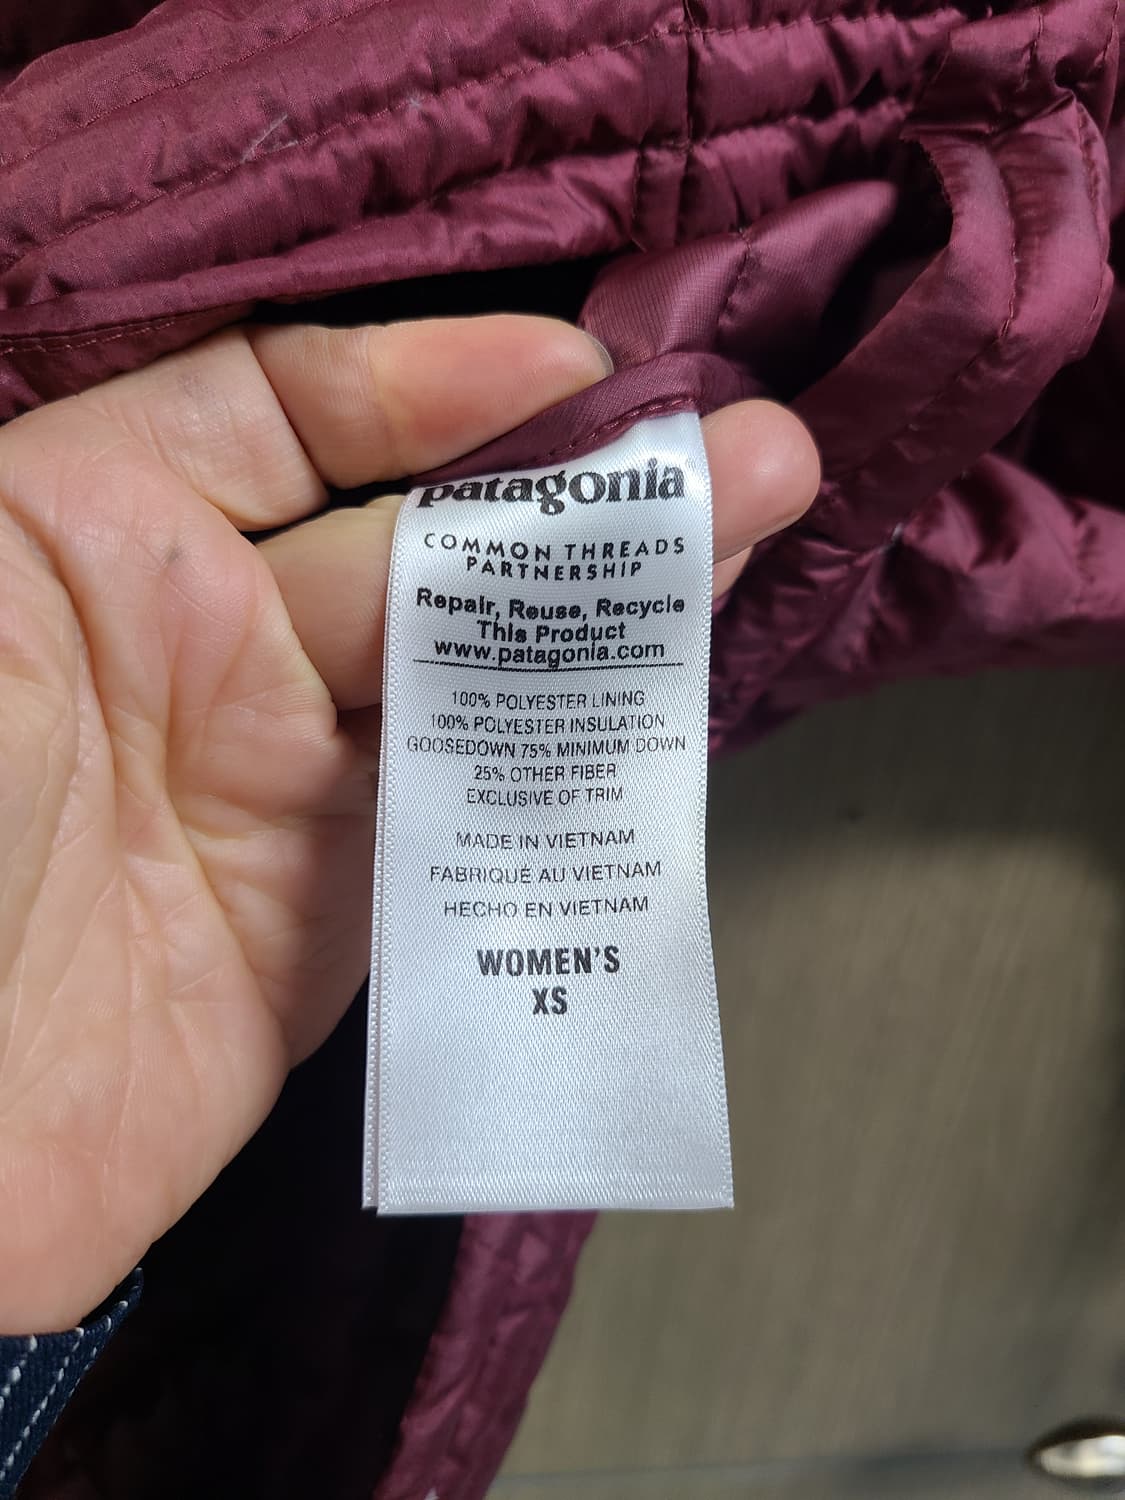 patagonia
COMMON THREADS
PARTNERSHIP
Repair, Reuse, Recycle
This Product
www.patagonia.com
100% POLYESTER LINING
100% POLYESTER INSULATION
GOOSEDOWN 75% MINIMUM DOWN
25% OTHER FIBER
EXCLUSIVE OF TRIM
MADE IN VIETNAM
FABRIQUÉ AU VIETNAM
HECHO EN VIETNAM
WOMEN'S
XS